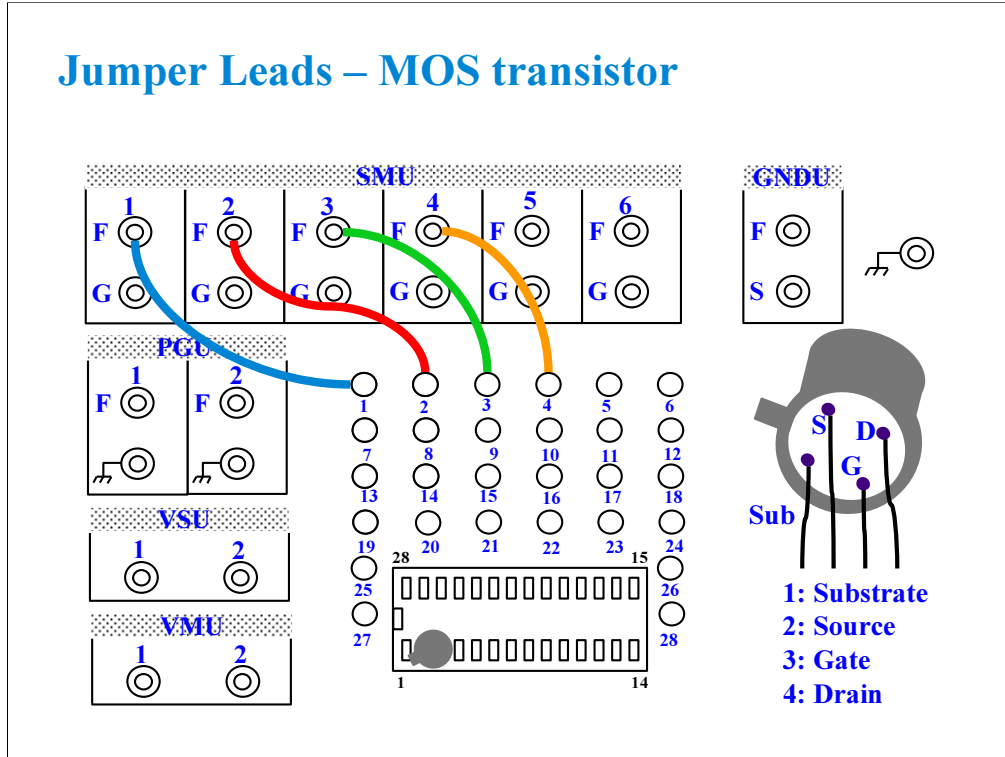 Jumper Leads – MOS transistor
SMU
GNDU
1 2 3 4 5 6
F F F F F F F
G G G G G G S
PGU
1 2
F F
1 2 3 4 5 6
7 8 9 10 11 12
13 14 15 16 17 18
19 20 21 22 23 24
25 26
27 28
28 15
1 14
VSU
1 2
VMU
1 2
S D
G
Sub
1: Substrate
2: Source
3: Gate
4: Drain